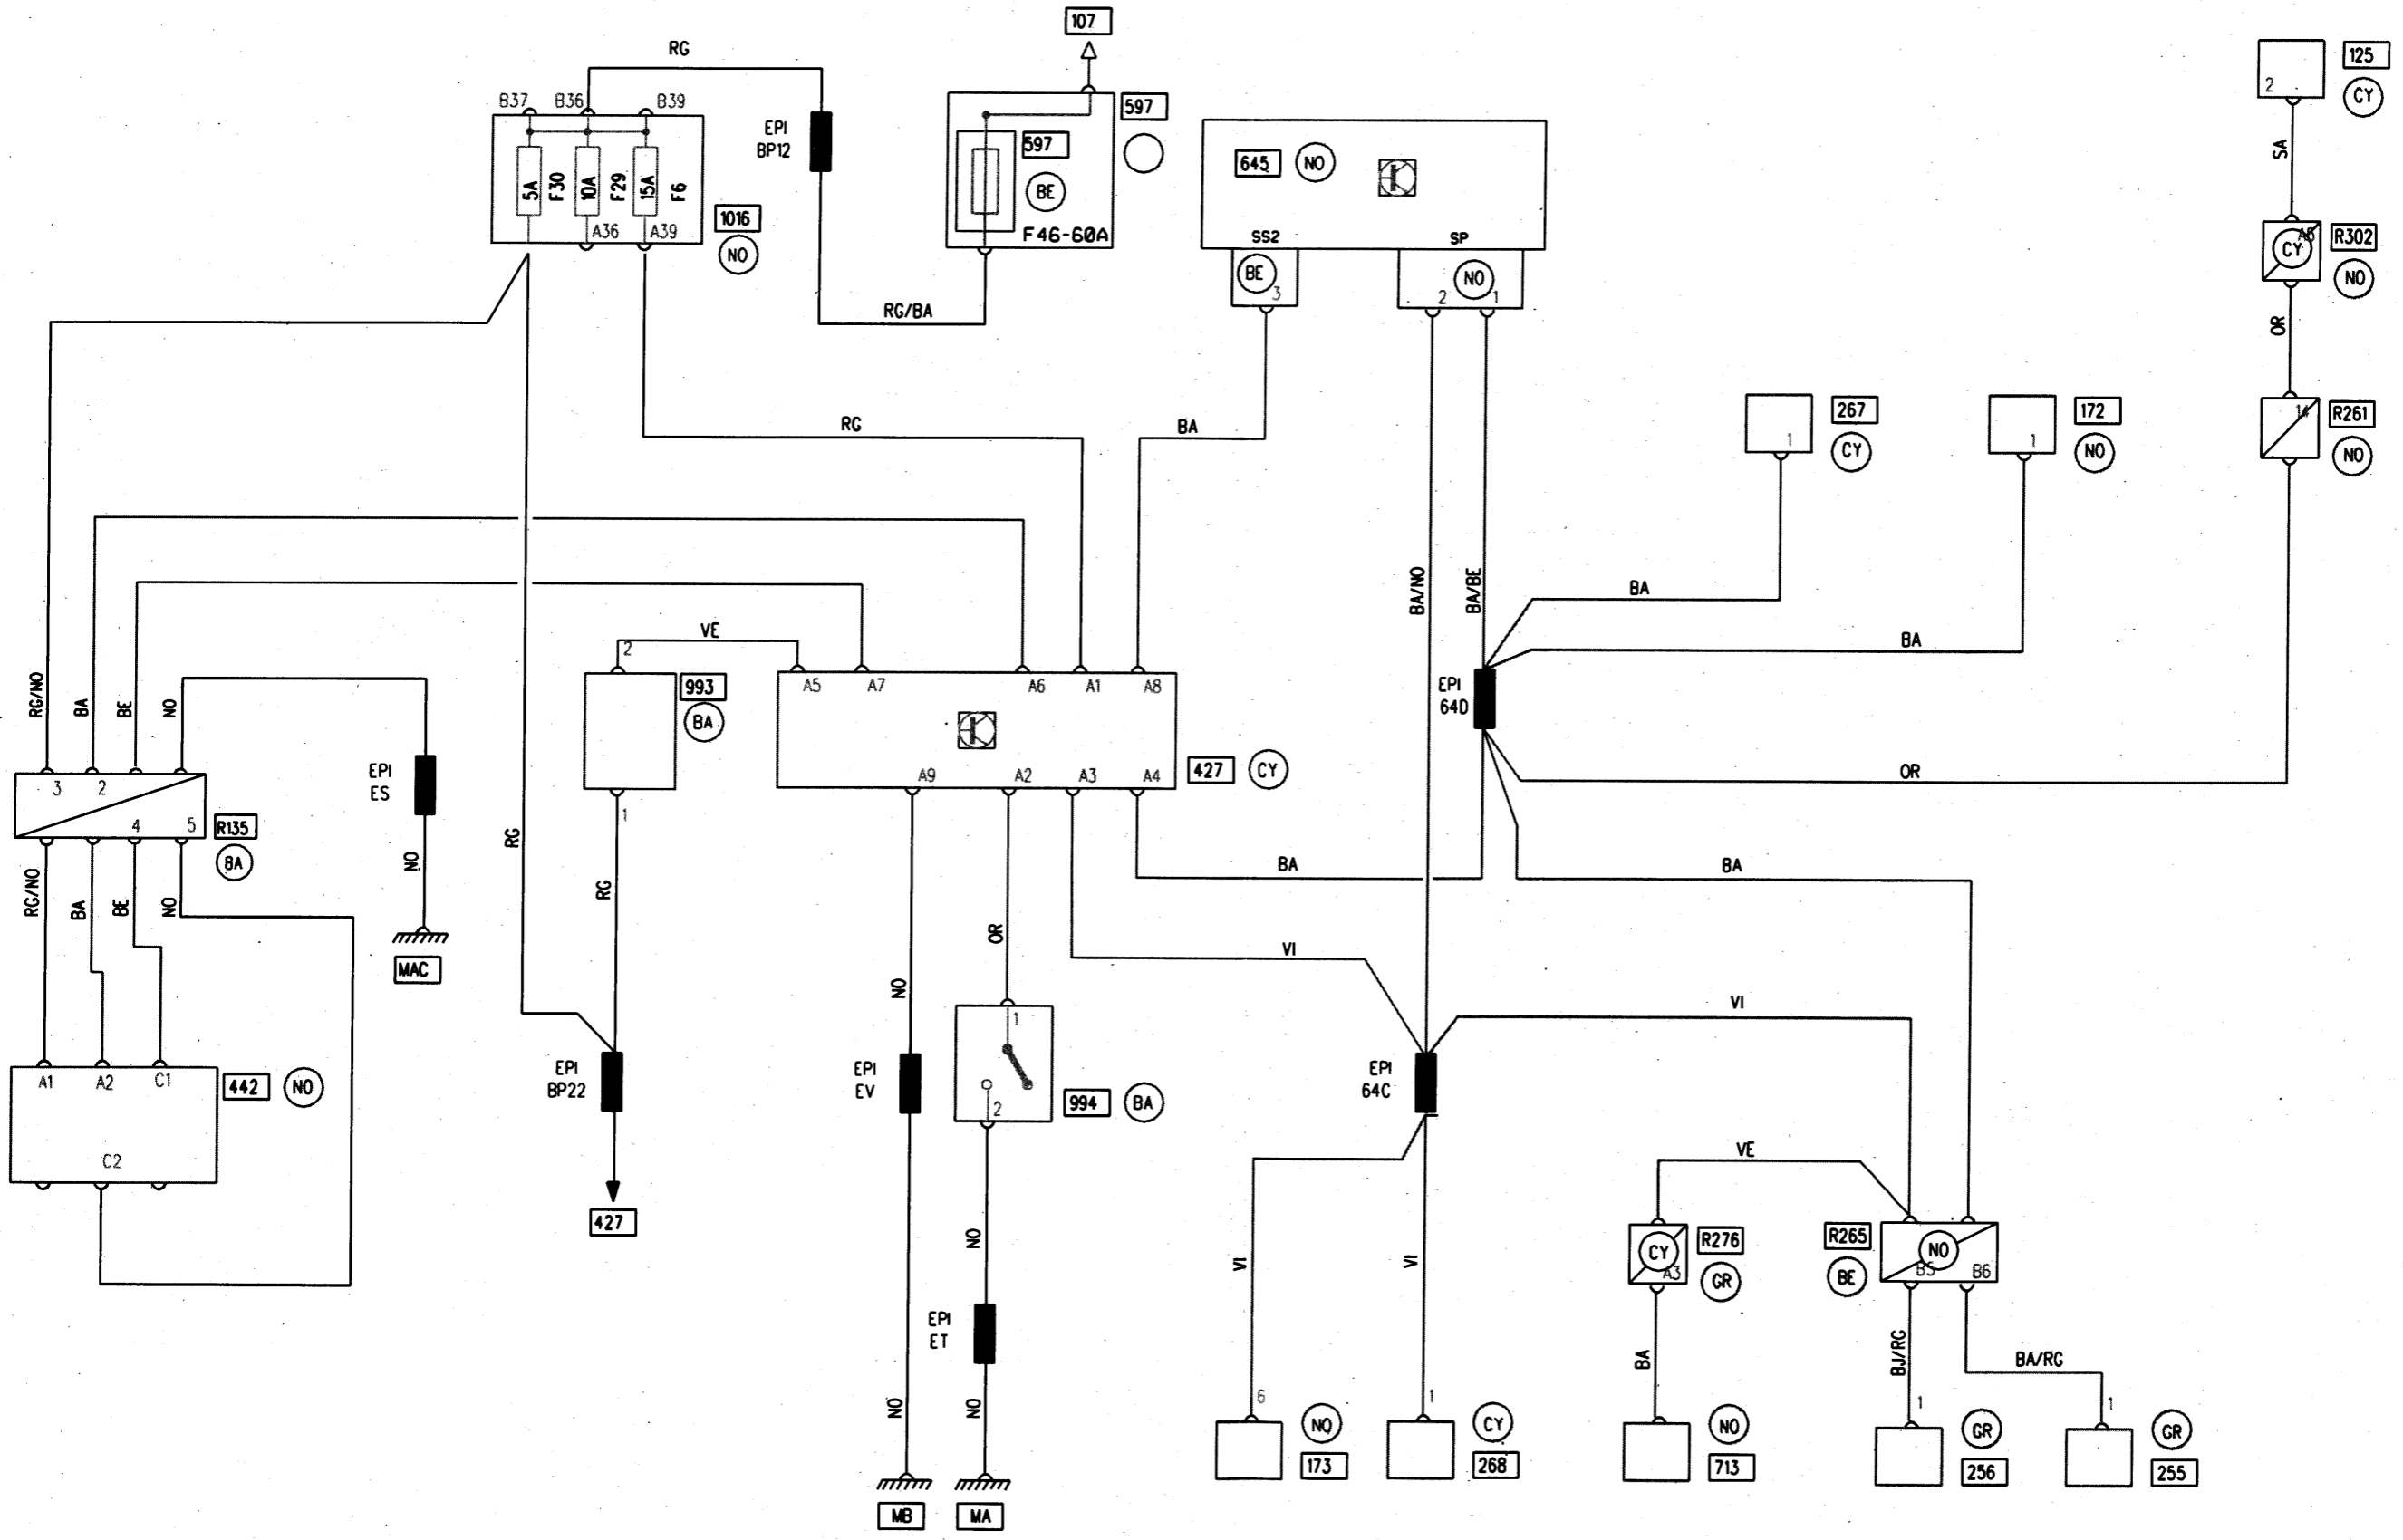 107
RG
125
2
CY
B37
B36
B39
597
EPI
BP12
597
BE
F46-60A
645
NO
5A
F30
10A
F29
15A
F6
A36
A39
1016
NO
SA
SS2
SP
BE
3
NO
2
1
CY
R302
NO
RG/BA
OR
267
1
CY
172
1
NO
14
R261
NO
RG
BA
BA/NO
BA/BE
BA
BA
VE
2
993
BA
A5
A7
A6
A1
A8
EPI
64D
RG/NO
BA
BE
NO
EPI
ES
A9
A2
A3
A4
427
CY
OR
3
2
4
5
R135
BA
1
RG
NO
BA
BA
RG/NO
BA
BE
NO
RG
MAC
NO
OR
VI
VI
A1
A2
C1
442
NO
C2
EPI
BP22
EPI
EV
1
2
994
BA
EPI
64C
427
VE
NO
VI
VI
CY
A3
R276
GR
R265
BE
NO
B5
B6
EPI
ET
BA
BJ/RG
BA/RG
NO
NO
6
1
1
1
NO
173
CY
268
NO
713
GR
256
GR
255
MB
MA